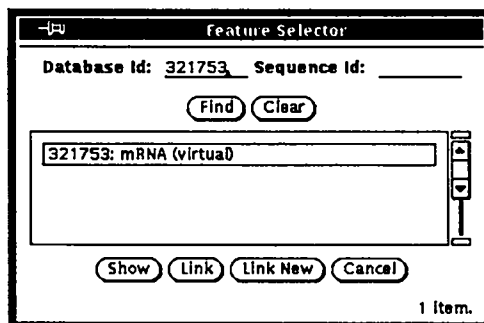 Feature Selector
Database Id: 321753 Sequence Id:
Find Clear
321753: mRNA (virtual)
Show Link Link New Cancel
1 item.